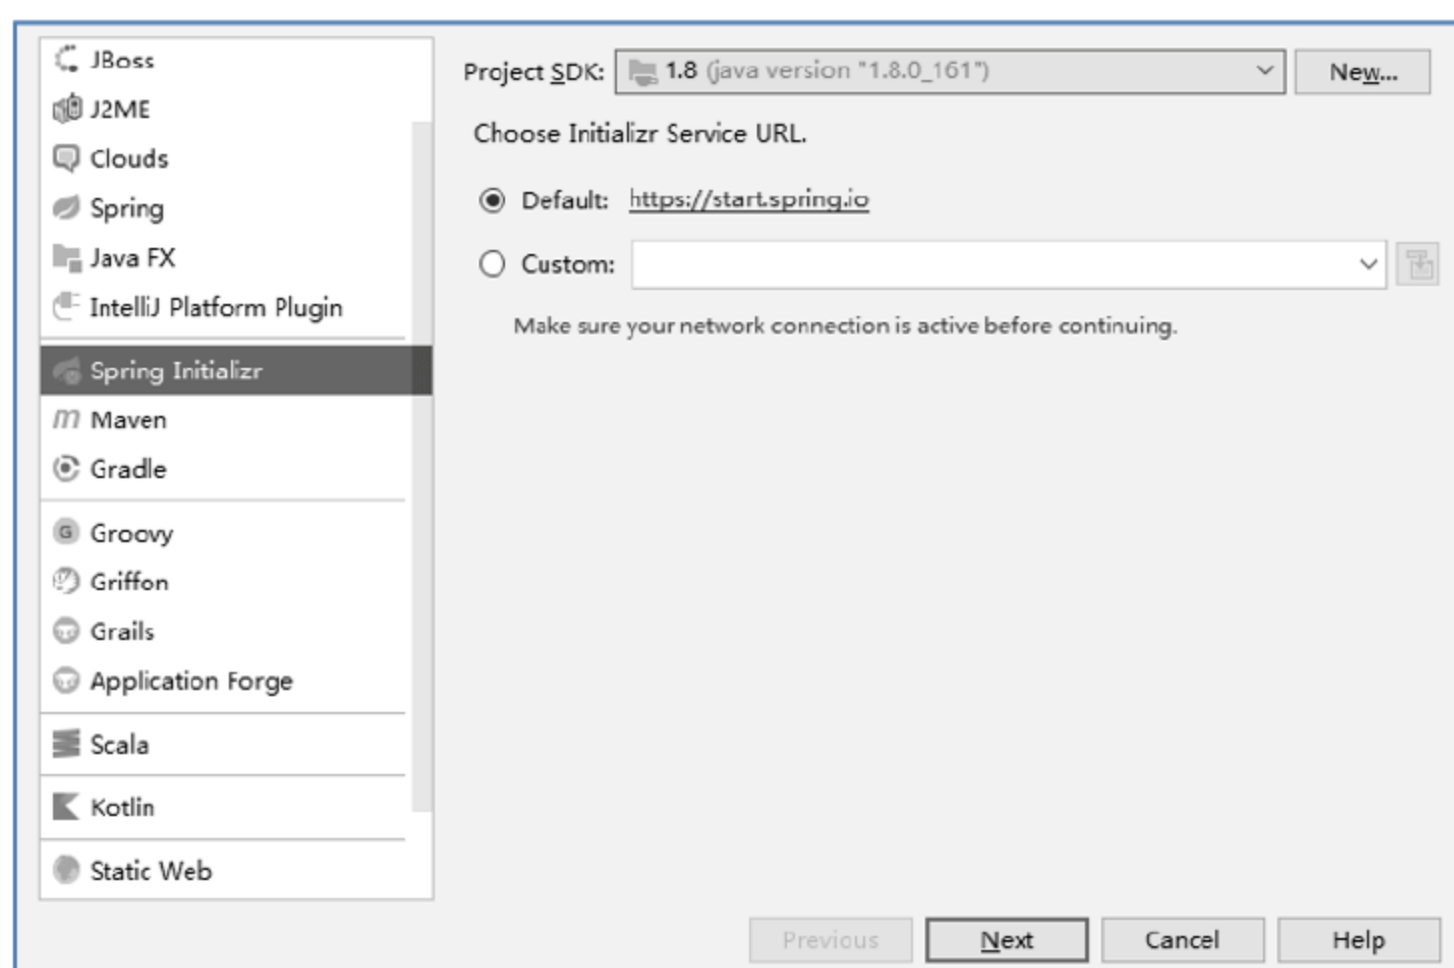 JBoss
J2ME
Clouds
Spring
Java FX
IntelliJ Platform Plugin
Spring Initializr
Maven
Gradle
Groovy
Griffon
Grails
Application Forge
Scala
Kotlin
Static Web
Project SDK: 1.8 (java version "1.8.0_161") New...
Choose Initializr Service URL.
Default: https://start.spring.io
Custom:
Make sure your network connection is active before continuing.
Previous Next Cancel Help